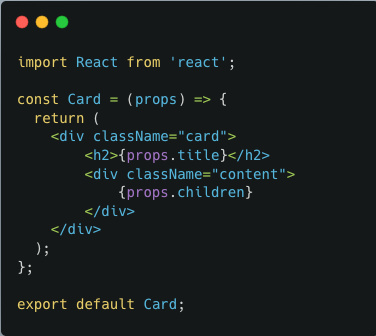 import React from 'react';

const Card = (props) => {
  return (
    <div className="card">
        <h2>{props.title}</h2>
        <div className="content">
            {props.children}
        </div>
    </div>
  );
};

export default Card;